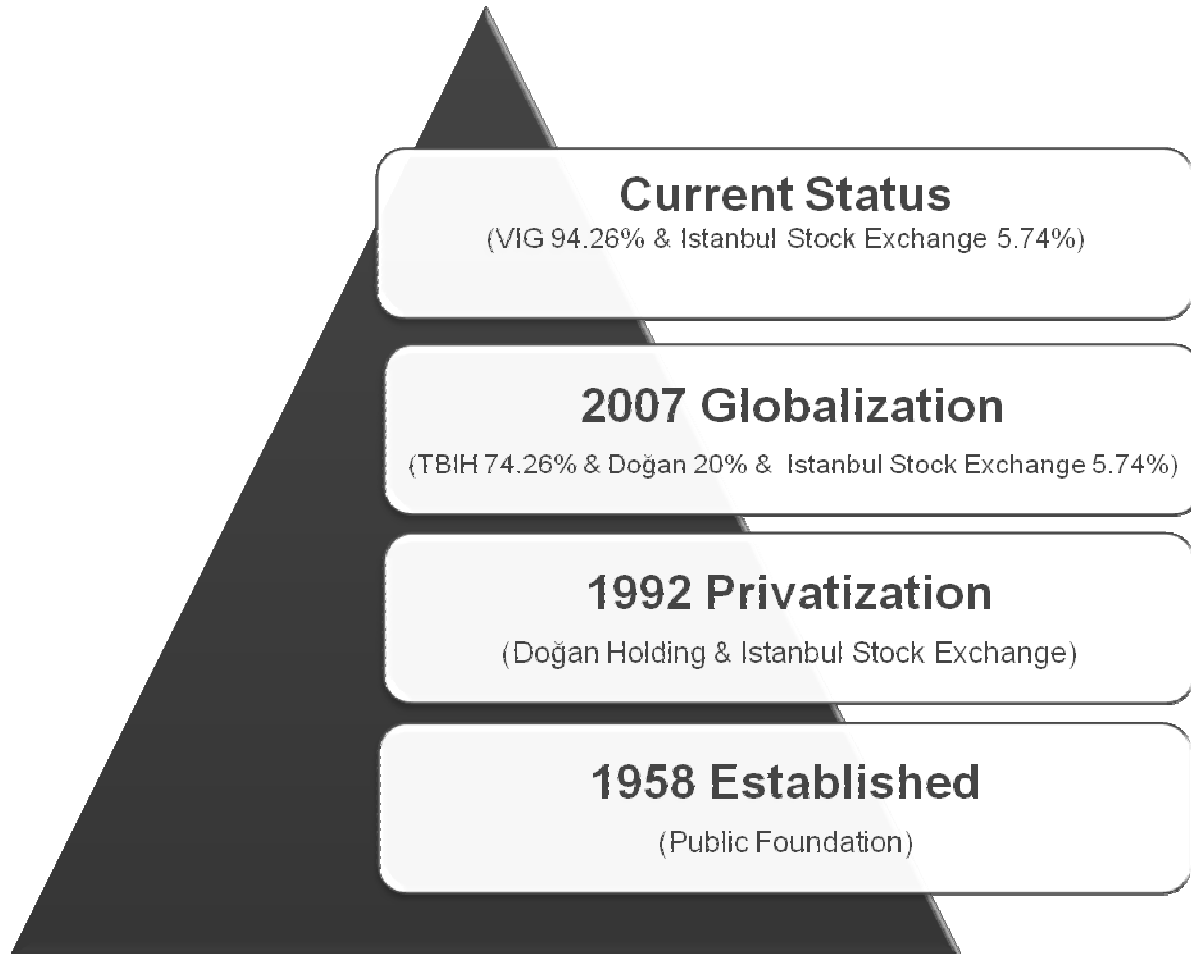 Current Status
(VIG 94.26% & Istanbul Stock Exchange 5.74%)
2007 Globalization
(TBIH 74.26% & Doğan 20% & Istanbul Stock Exchange 5.74%)
1992 Privatization
(Doğan Holding & Istanbul Stock Exchange)
1958 Established
(Public Foundation)